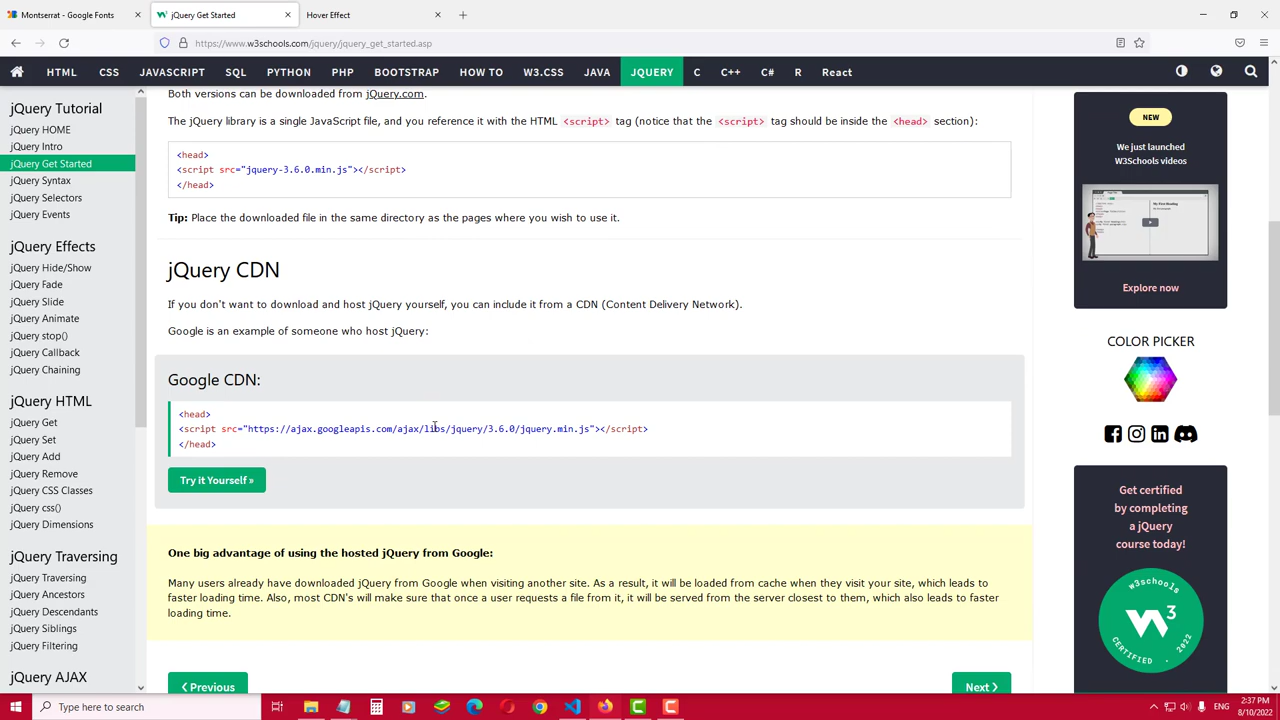 Montserrat - Google Fonts
jQuery Get Started
Hover Effect
https://www.w3schools.com/jquery/jquery_get_started.asp
HTML CSS JAVASCRIPT SQL PYTHON PHP BOOTSTRAP HOW TO W3.CSS JAVA JQUERY C C++ C# R React
jQuery Tutorial
jQuery HOME
jQuery Intro
jQuery Get Started
jQuery Syntax
jQuery Selectors
jQuery Events
jQuery Effects
jQuery Hide/Show
jQuery Fade
jQuery Slide
jQuery Animate
jQuery stop()
jQuery Callback
jQuery Chaining
jQuery HTML
jQuery Get
jQuery Set
jQuery Add
jQuery Remove
jQuery CSS Classes
jQuery css()
jQuery Dimensions
jQuery Traversing
jQuery Traversing
jQuery Ancestors
jQuery Descendants
jQuery Siblings
jQuery Filtering
jQuery AJAX
Both versions can be downloaded from jQuery.com.
The jQuery library is a single JavaScript file, and you reference it with the HTML <script> tag (notice that the <script> tag should be inside the <head> section):
<head>
<script src="jquery-3.6.0.min.js"></script>
</head>
Tip: Place the downloaded file in the same directory as the pages where you wish to use it.
jQuery CDN
If you don't want to download and host jQuery yourself, you can include it from a CDN (Content Delivery Network).
Google is an example of someone who host jQuery:
Google CDN:
<head>
<script src="https://ajax.googleapis.com/ajax/libs/jquery/3.6.0/jquery.min.js"></script>
</head>
Try it Yourself »
One big advantage of using the hosted jQuery from Google:
Many users already have downloaded jQuery from Google when visiting another site. As a result, it will be loaded from cache when they visit your site, which leads to
faster loading time. Also, most CDN's will make sure that once a user requests a file from it, it will be served from the server closest to them, which also leads to faster
loading time.
❮ Previous
Next ❯
NEW
We just launched
W3Schools videos
Explore now
COLOR PICKER
Get certified
by completing
a jQuery
course today!
w3schools
W3
CERTIFIED . 2022
Type here to search
ENG
2:37 PM
8/10/2022